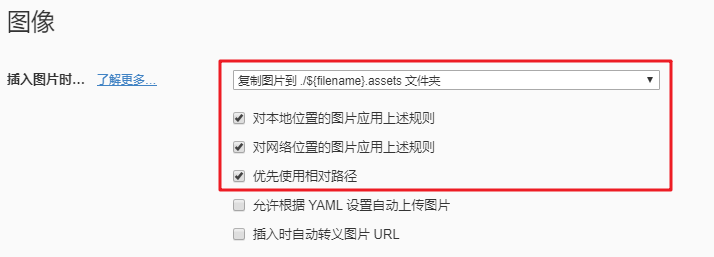 图像
插入图片时… 了解更多…
复制图片到 ./${filename}.assets 文件夹
对本地位置的图片应用上述规则
对网络位置的图片应用上述规则
优先使用相对路径
允许根据 YAML 设置自动上传图片
插入时自动转义图片 URL